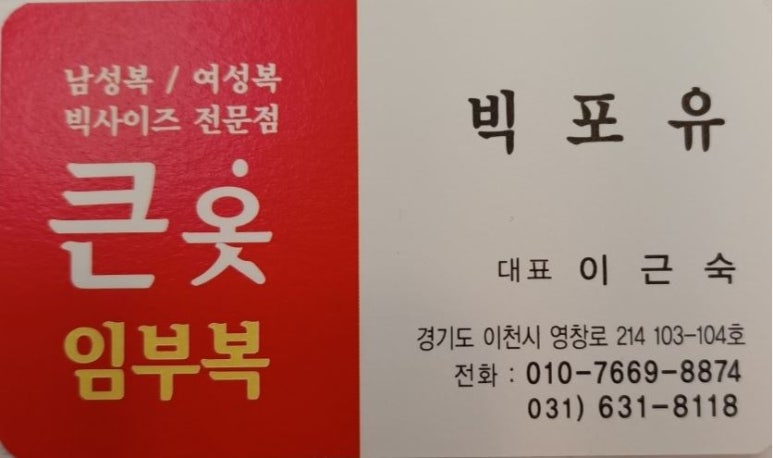 남성복 / 여성복
빅사이즈 전문점
큰옷
임부복
빅 포 유
대표 이 근 숙
경기도 이천시 영창로 214 103-104호
전화 : 010-7669-8874
031) 631-8118